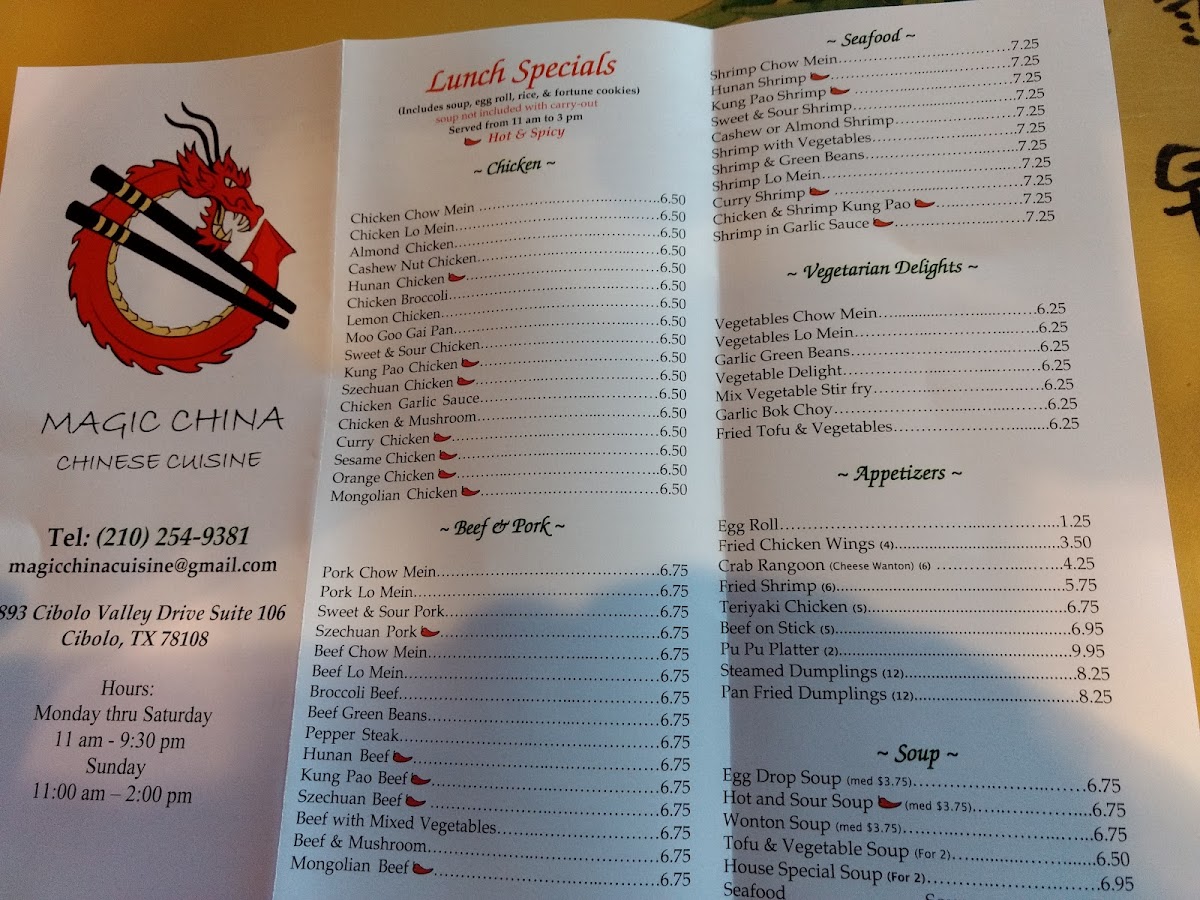 MAGIC CHINA
CHINESE CUISINE
Tel: (210) 254-9381
magicchinacuisine@gmail.com
893 Cibolo Valley Drive Suite 106
Cibolo, TX 78108
Hours:
Monday thru Saturday
11 am - 9:30 pm
Sunday
11:00 am – 2:00 pm
Lunch Specials
(Includes soup, egg roll, rice, & fortune cookies)
soup not included with carry-out
Served from 11 am to 3 pm
Hot & Spicy
~ Chicken ~
Chicken Chow Mein 6.50
Chicken Lo Mein 6.50
Almond Chicken 6.50
Cashew Nut Chicken 6.50
Hunan Chicken 6.50
Chicken Broccoli 6.50
Lemon Chicken 6.50
Moo Goo Gai Pan 6.50
Sweet & Sour Chicken 6.50
Kung Pao Chicken 6.50
Szechuan Chicken 6.50
Chicken Garlic Sauce 6.50
Chicken & Mushroom 6.50
Curry Chicken 6.50
Sesame Chicken 6.50
Orange Chicken 6.50
Mongolian Chicken 6.50
~ Beef & Pork ~
Pork Chow Mein 6.75
Pork Lo Mein 6.75
Sweet & Sour Pork 6.75
Szechuan Pork 6.75
Beef Chow Mein 6.75
Beef Lo Mein 6.75
Broccoli Beef 6.75
Beef Green Beans 6.75
Pepper Steak 6.75
Hunan Beef 6.75
Kung Pao Beef 6.75
Szechuan Beef 6.75
Beef with Mixed Vegetables 6.75
Beef & Mushroom 6.75
Mongolian Beef 6.75
~ Seafood ~
Shrimp Chow Mein 7.25
Hunan Shrimp 7.25
Kung Pao Shrimp 7.25
Sweet & Sour Shrimp 7.25
Cashew or Almond Shrimp 7.25
Shrimp with Vegetables 7.25
Shrimp & Green Beans 7.25
Shrimp Lo Mein 7.25
Curry Shrimp 7.25
Chicken & Shrimp Kung Pao 7.25
Shrimp in Garlic Sauce 7.25
~ Vegetarian Delights ~
Vegetables Chow Mein 6.25
Vegetables Lo Mein 6.25
Garlic Green Beans 6.25
Vegetable Delight 6.25
Mix Vegetable Stir fry 6.25
Garlic Bok Choy 6.25
Fried Tofu & Vegetables 6.25
~ Appetizers ~
Egg Roll 1.25
Fried Chicken Wings (4) 3.50
Crab Rangoon (Cheese Wanton) (6) 4.25
Fried Shrimp (6) 5.75
Teriyaki Chicken (5) 6.75
Beef on Stick (5) 6.95
Pu Pu Platter (2) 9.95
Steamed Dumplings (12) 8.25
Pan Fried Dumplings (12) 8.25
~ Soup ~
Egg Drop Soup (med $3.75) 6.75
Hot and Sour Soup (med $3.75) 6.75
Wonton Soup (med $3.75) 6.75
Tofu & Vegetable Soup (For 2) 6.50
House Special Soup (For 2) 6.95
Seafood